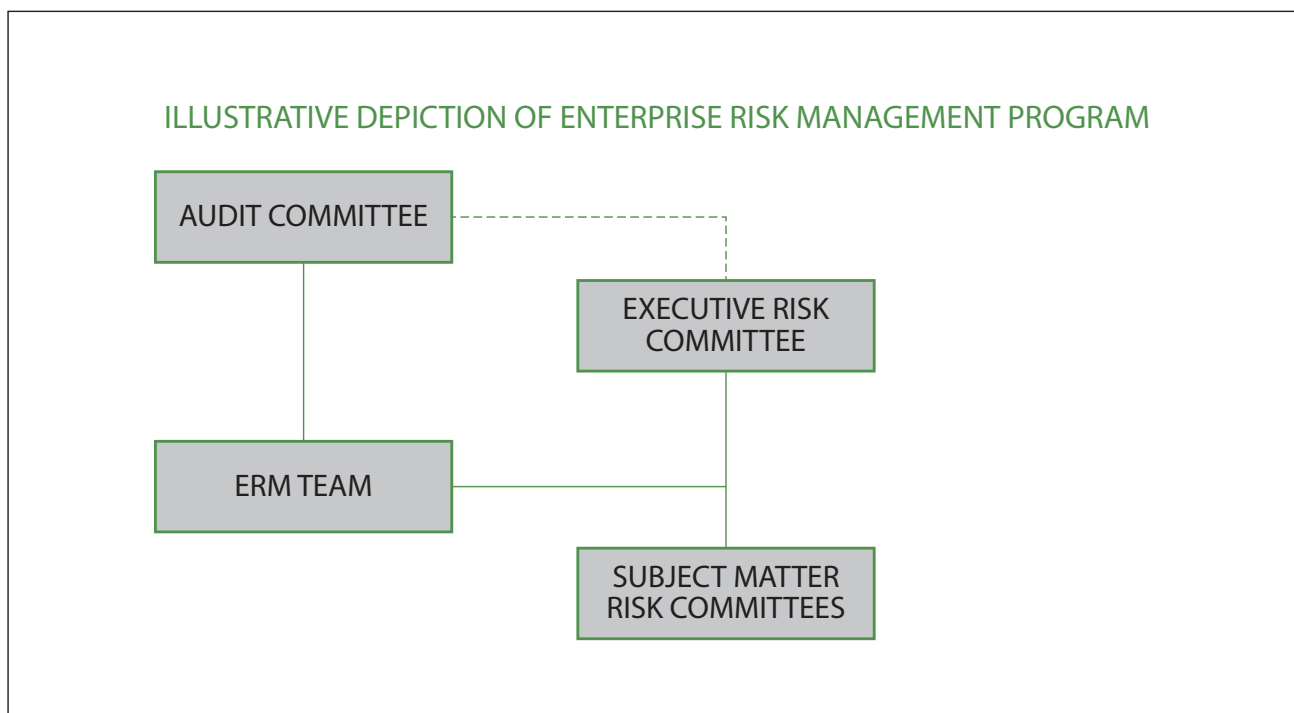 ILLUSTRATIVE DEPICTION OF ENTERPRISE RISK MANAGEMENT PROGRAM
AUDIT COMMITTEE
EXECUTIVE RISK
COMMITTEE
ERM TEAM
SUBJECT MATTER
RISK COMMITTEES